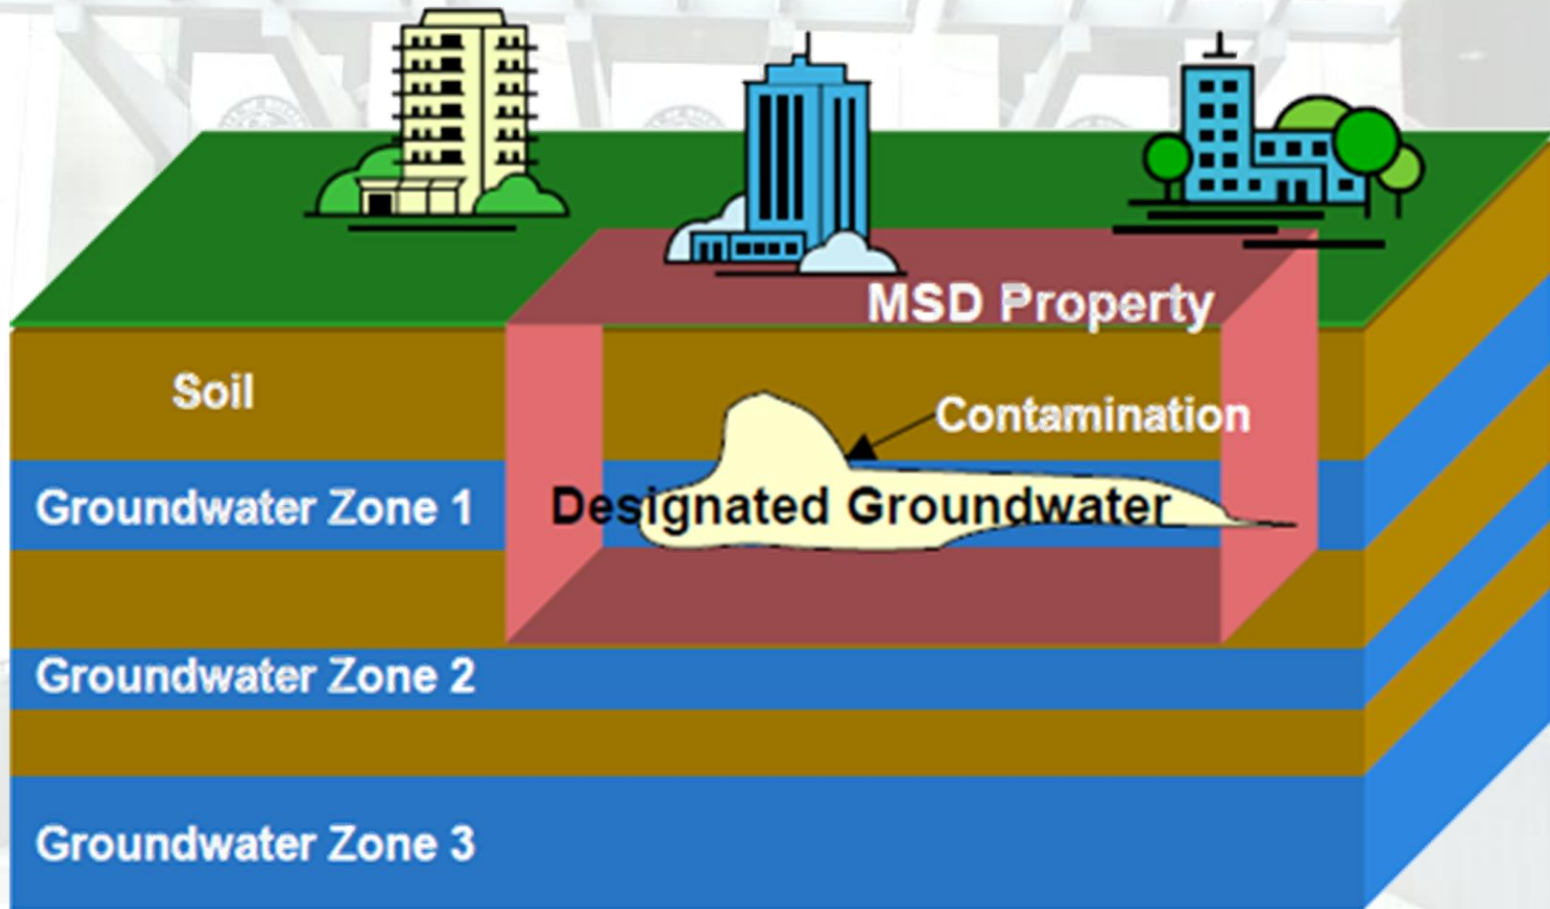 MSD Property
Soil
Contamination
Groundwater Zone 1
Designated Groundwater
Groundwater Zone 2
Groundwater Zone 3